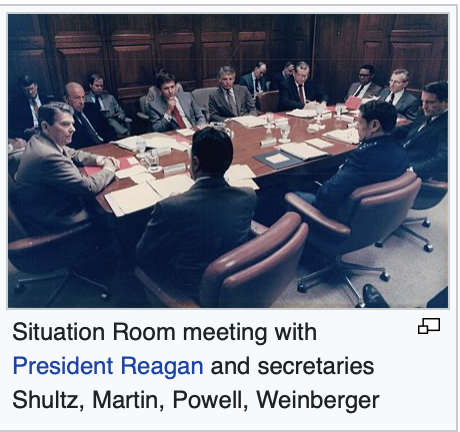 Situation Room meeting with
President Reagan and secretaries
Shultz, Martin, Powell, Weinberger